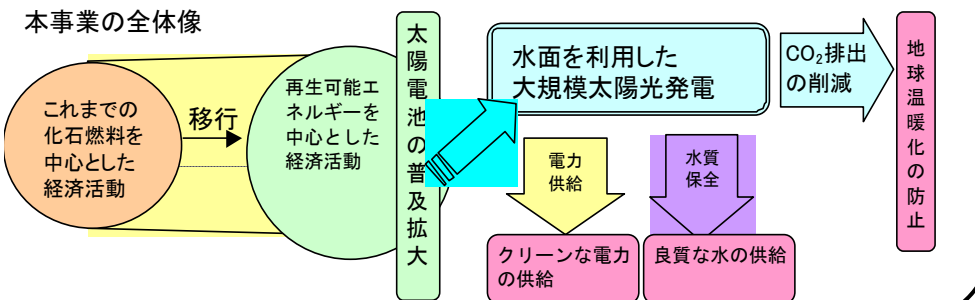 本事業の全体像
これまでの
化石燃料を
中心とした
経済活動
移行
再生可能エ
ネルギーを
中心とした
経済活動
太陽電池の普及拡大
水面を利用した
大規模太陽光発電
CO₂排出
の削減
地球温暖化の防止
電力
供給
水質
保全
クリーンな電力
の供給
良質な水の供給